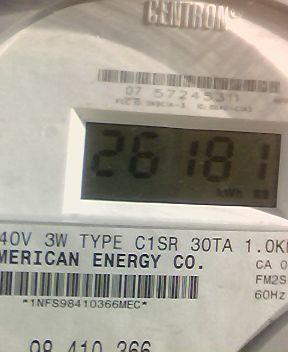 CENTRON®
07 57245311
26181
kWh
40V 3W TYPE C1SR 30TA 1.0K
MERICAN ENERGY CO.
CA 0
FM2S
60Hz
*1NFS98410366MEC*
98 410 366